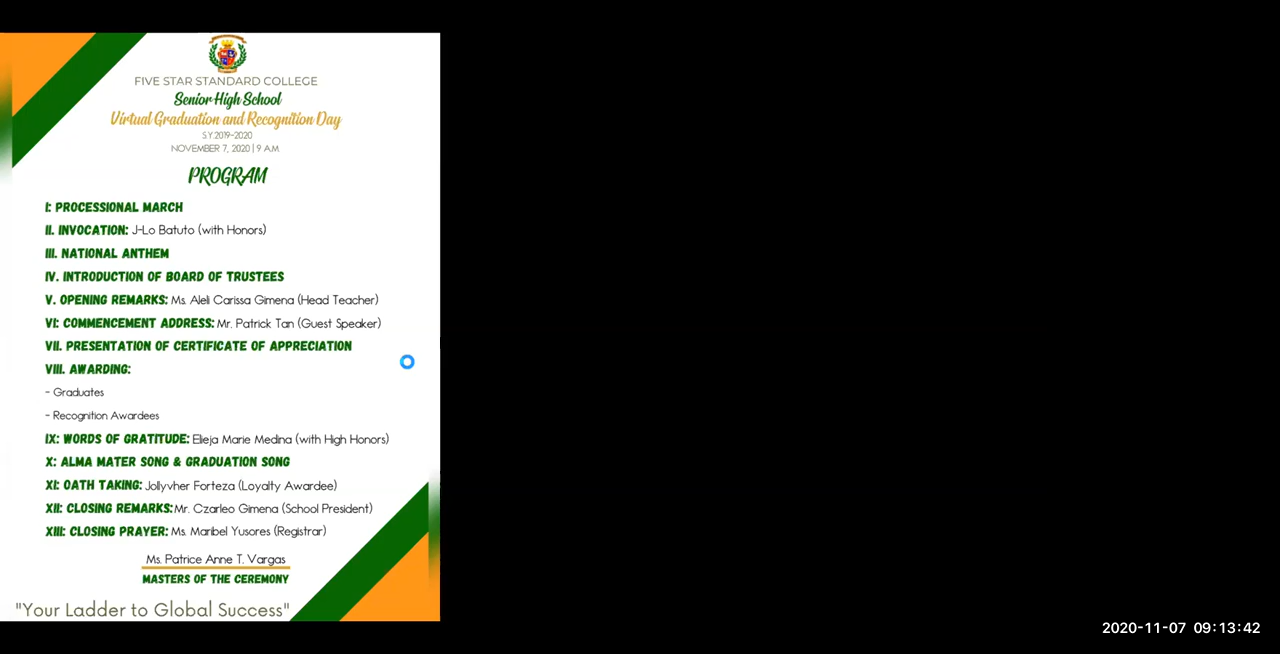 FIVE STAR STANDARD COLLEGE
Senior High School
Virtual Graduation and Recognition Day
S.Y.2019-2020
NOVEMBER 7, 2020 | 9 A.M
PROGRAM
I: PROCESSIONAL MARCH
II. INVOCATION: J-Lo Batuto (with Honors)
III. NATIONAL ANTHEM
IV. INTRODUCTION OF BOARD OF TRUSTEES
V. OPENING REMARKS: Ms. Aleli Carissa Gimena (Head Teacher)
VI: COMMENCEMENT ADDRESS: Mr. Patrick Tan (Guest Speaker)
VII. PRESENTATION OF CERTIFICATE OF APPRECIATION
VIII. AWARDING:
- Graduates
- Recognition Awardees
IX: WORDS OF GRATITUDE: Elieja Marie Medina (with High Honors)
X: ALMA MATER SONG & GRADUATION SONG
XI: OATH TAKING: Jollyvher Forteza (Loyalty Awardee)
XII: CLOSING REMARKS: Mr. Czarleo Gimena (School President)
XIII: CLOSING PRAYER: Ms. Maribel Yusores (Registrar)
Ms. Patrice Anne T. Vargas
MASTERS OF THE CEREMONY
"Your Ladder to Global Success"
2020-11-07 09:13:42